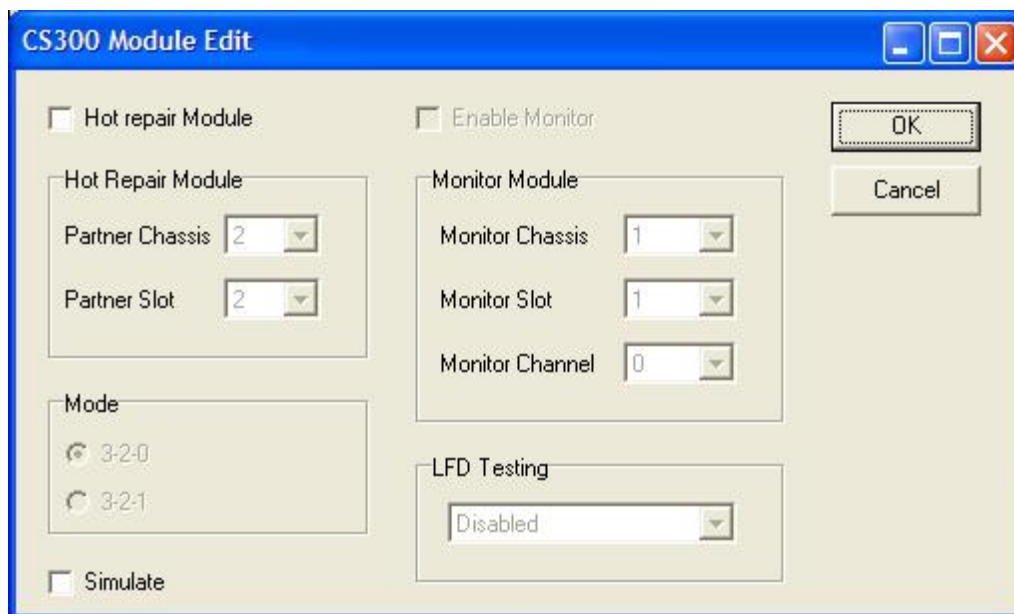 CS300 Module Edit
Hot repair Module
Enable Monitor
OK
Cancel
Hot Repair Module
Partner Chassis 2
Partner Slot 2
Monitor Module
Monitor Chassis 1
Monitor Slot 1
Monitor Channel 0
Mode
3-2-0
3-2-1
LFD Testing
Disabled
Simulate